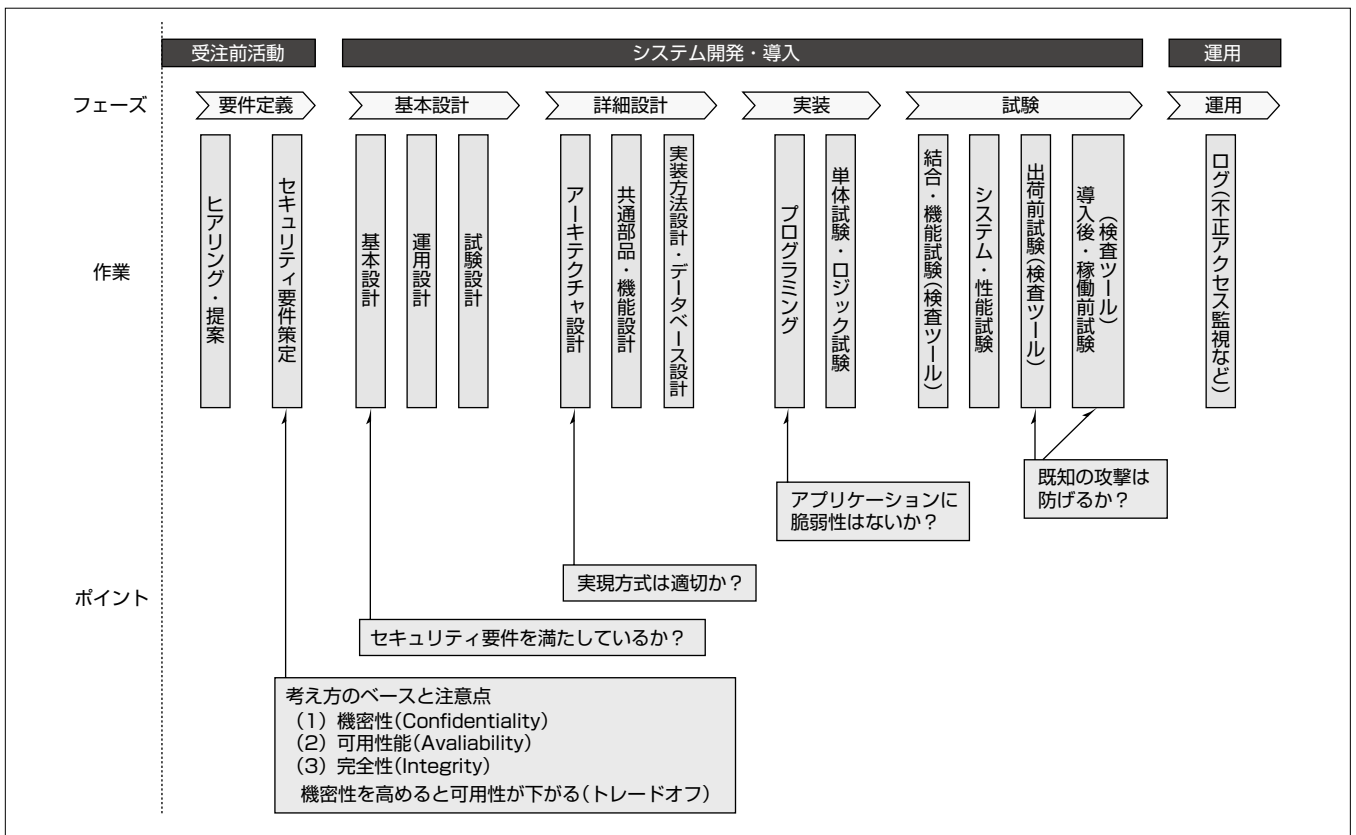 受注前活動
システム開発・導入
運用
フェーズ
要件定義
基本設計
詳細設計
実装
試験
運用
作業
ヒアリング・提案
セキュリティ要件策定
基本設計
運用設計
試験設計
アーキテクチャ設計
共通部品・機能設計
実装方法設計・データベース設計
プログラミング
単体試験・ロジック試験
結合・機能試験(検査ツール)
システム・性能試験
出荷前試験(検査ツール)
導入後・稼働前試験
(検査ツール)
ログ(不正アクセス監視など)
ポイント
既知の攻撃は
防げるか？
アプリケーションに
脆弱性はないか？
実現方式は適切か？
セキュリティ要件を満たしているか？
考え方のベースと注意点
(1) 機密性(Confidentiality)
(2) 可用性能(Avaliability)
(3) 完全性(Integrity)
機密性を高めると可用性が下がる(トレードオフ)